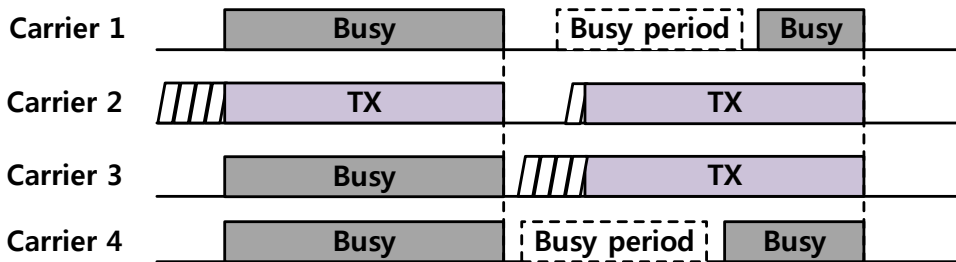 Carrier 1 Busy Busy period Busy
Carrier 2 TX TX
Carrier 3 Busy TX
Carrier 4 Busy Busy period Busy